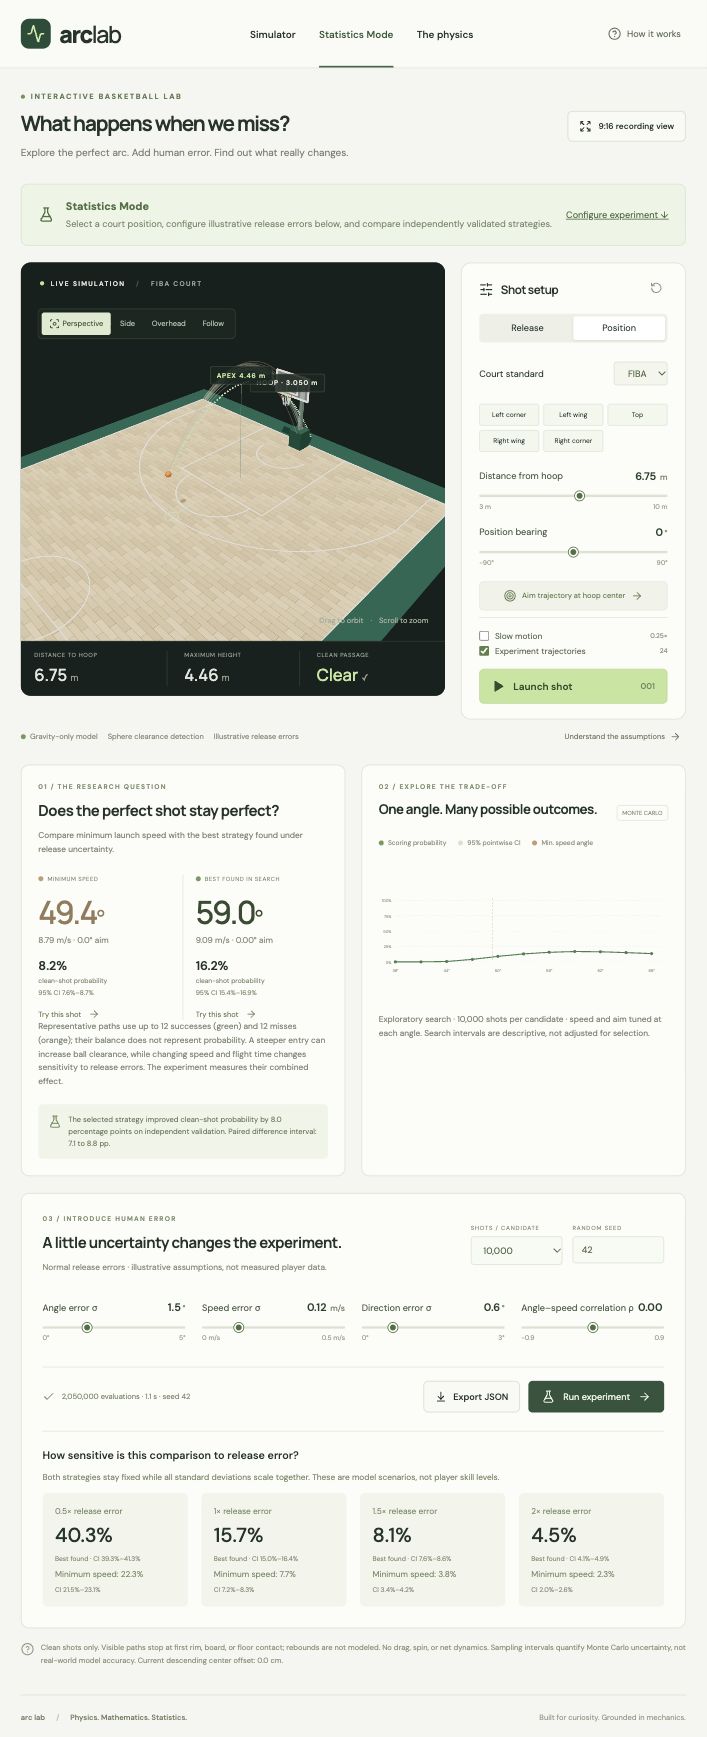 arclab
Simulator
Statistics Mode
The physics
How it works
INTERACTIVE BASKETBALL LAB
What happens when we miss?
Explore the perfect arc. Add human error. Find out what really changes.
9:16 recording view
Statistics Mode
Select a court position, configure illustrative release errors below, and compare independently validated strategies.
Configure experiment ↓
LIVE SIMULATION / FIBA COURT
Perspective
Side
Overhead
Follow
APEX 4.46 m
HOOP · 3.050 m
Drag to orbit · Scroll to zoom
DISTANCE TO HOOP
6.75 m
MAXIMUM HEIGHT
4.46 m
CLEAN PASSAGE
Clear ✓
Shot setup
Release
Position
Court standard
FIBA
Left corner
Left wing
Top
Right wing
Right corner
Distance from hoop 6.75 m
3 m 10 m
Position bearing 0°
-90° 90°
Aim trajectory at hoop center →
Slow motion 0.25×
Experiment trajectories 24
Launch shot 001
Gravity-only model Sphere clearance detection Illustrative release errors
Understand the assumptions →
01 / THE RESEARCH QUESTION
Does the perfect shot stay perfect?
Compare minimum launch speed with the best strategy found under
release uncertainty.
MINIMUM SPEED
49.4°
8.79 m/s · 0.0° aim
8.2%
clean-shot probability
95% CI 7.6%–8.7%
Try this shot →
BEST FOUND IN SEARCH
59.0°
9.09 m/s · 0.00° aim
16.2%
clean-shot probability
95% CI 15.4%–16.9%
Try this shot →
Representative paths use up to 12 successes (green) and 12 misses
(orange); their balance does not represent probability. A steeper entry can
increase ball clearance, while changing speed and flight time changes
sensitivity to release errors. The experiment measures their combined
effect.
The selected strategy improved clean-shot probability by 8.0
percentage points on independent validation. Paired difference interval:
7.1 to 8.8 pp.
02 / EXPLORE THE TRADE-OFF
One angle. Many possible outcomes.
MONTE CARLO
Scoring probability
95% pointwise CI
Min. speed angle
100%
75%
50%
25%
0%
38° 44° 50° 56° 62° 68°
Exploratory search · 10,000 shots per candidate · speed and aim tuned at
each angle. Search intervals are descriptive, not adjusted for selection.
03 / INTRODUCE HUMAN ERROR
A little uncertainty changes the experiment.
Normal release errors · illustrative assumptions, not measured player data.
SHOTS / CANDIDATE
10,000
RANDOM SEED
42
Angle error σ 1.5°
0° 5°
Speed error σ 0.12 m/s
0 m/s 0.5 m/s
Direction error σ 0.6°
0° 3°
Angle–speed correlation ρ 0.00
-0.9 0.9
2,050,000 evaluations · 1.1 s · seed 42
Export JSON
Run experiment →
How sensitive is this comparison to release error?
Both strategies stay fixed while all standard deviations scale together. These are model scenarios, not player skill levels.
0.5× release error
40.3%
Best found · CI 39.3%–41.3%
Minimum speed: 22.3%
CI 21.5%–23.1%
1× release error
15.7%
Best found · CI 15.0%–16.4%
Minimum speed: 7.7%
CI 7.2%–8.3%
1.5× release error
8.1%
Best found · CI 7.6%–8.6%
Minimum speed: 3.8%
CI 3.4%–4.2%
2× release error
4.5%
Best found · CI 4.1%–4.9%
Minimum speed: 2.3%
CI 2.0%–2.6%
Clean shots only. Visible paths stop at first rim, board, or floor contact; rebounds are not modeled. No drag, spin, or net dynamics. Sampling intervals quantify Monte Carlo uncertainty, not
real-world model accuracy. Current descending center offset: 0.0 cm.
arc lab / Physics. Mathematics. Statistics.
Built for curiosity. Grounded in mechanics.